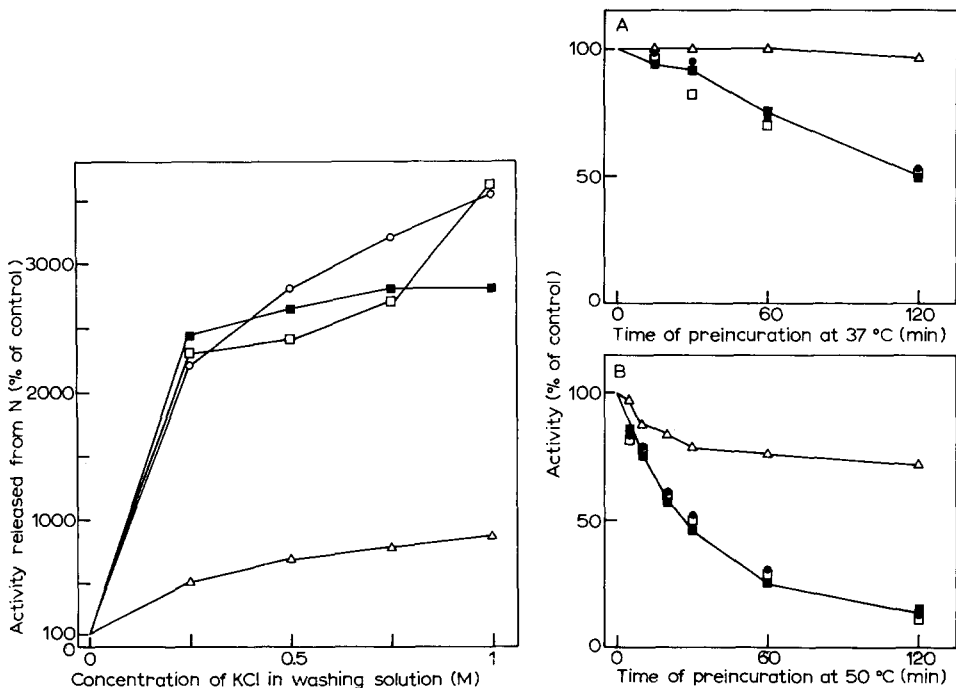 Activity released from N (% of control)
3000
2000
1000
100
0
0
0.5
1
Concentration of KCl in washing solution (M)
Activity (% of control)
A
100
50
0
0
60
120
Time of preincuration at 37 °C (min)
B
100
50
0
0
60
120
Time of preincuration at 50 °C (min)